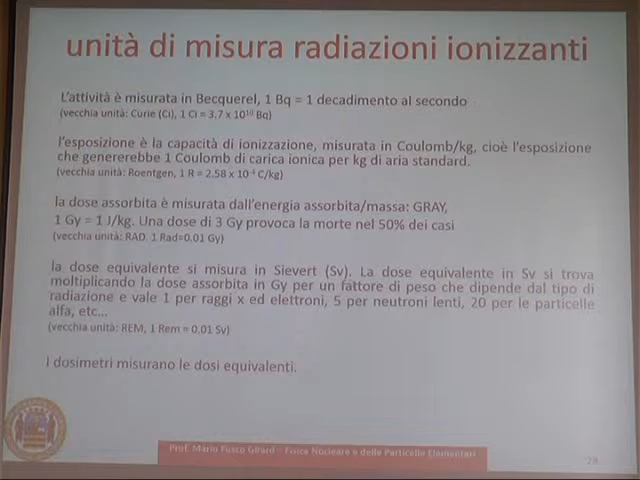 unità di misura radiazioni ionizzanti
L'attività è misurata in Becquerel, 1 Bq = 1 decadimento al secondo
(vecchia unità: Curie (Ci), 1 Ci = 3.7 x 10¹⁰ Bq)
l'esposizione è la capacità di ionizzazione, misurata in Coulomb/kg, cioè l'esposizione
che genererebbe 1 Coulomb di carica ionica per kg di aria standard.
(vecchia unità: Roentgen, 1 R = 2.58 x 10⁻⁴ C/kg)
la dose assorbita è misurata dall'energia assorbita/massa: GRAY,
1 Gy = 1 J/kg. Una dose di 3 Gy provoca la morte nel 50% dei casi
(vecchia unità: RAD 1 Rad=0.01 Gy)
la dose equivalente si misura in Sievert (Sv). La dose equivalente in Sv si trova
moltiplicando la dose assorbita in Gy per un fattore di peso che dipende dal tipo di
radiazione e vale 1 per raggi x ed elettroni, 5 per neutroni lenti, 20 per le particelle
alfa, etc...
(vecchia unità: REM, 1 Rem = 0.01 Sv)
I dosimetri misurano le dosi equivalenti.
Prof. Mario Fusco Girard - Fisica Nucleare e delle Particelle Elementari
28